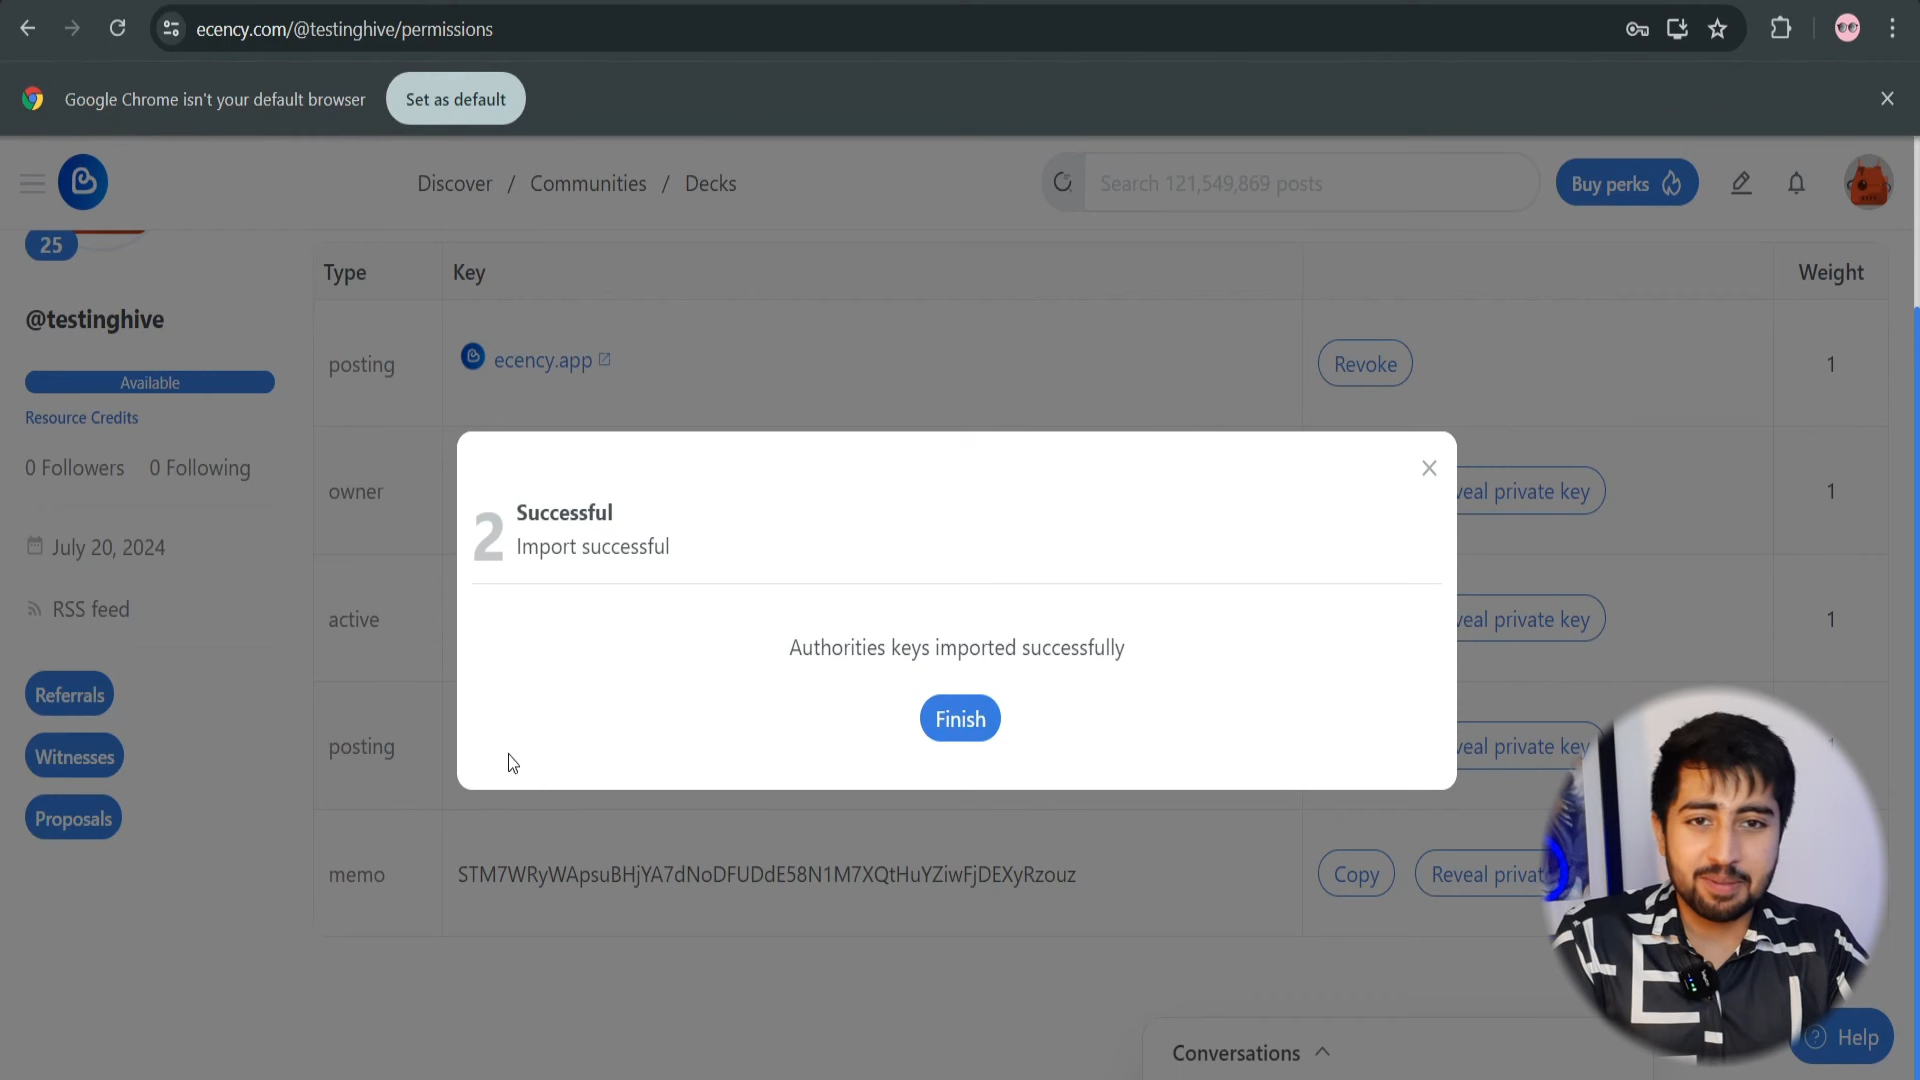 ecency.com/@testinghive/permissions
Google Chrome isn't your default browser
Set as default
Discover / Communities / Decks
Search 121,549,869 posts
Buy perks
25
Type
Key
Weight
@testinghive
posting
ecency.app
Revoke
1
Available
Resource Credits
0 Followers
0 Following
owner
veal private key
1
July 20, 2024
RSS feed
active
veal private key
1
Referrals
posting
veal private key
Witnesses
Proposals
Successful
2
Import successful
Authorities keys imported successfully
Finish
memo
STM7WRyWApsuBHjYA7dNoDFUDdE58N1M7XQtHuYZiwFjDEXyRzouz
Copy
Reveal privat
Conversations
Help